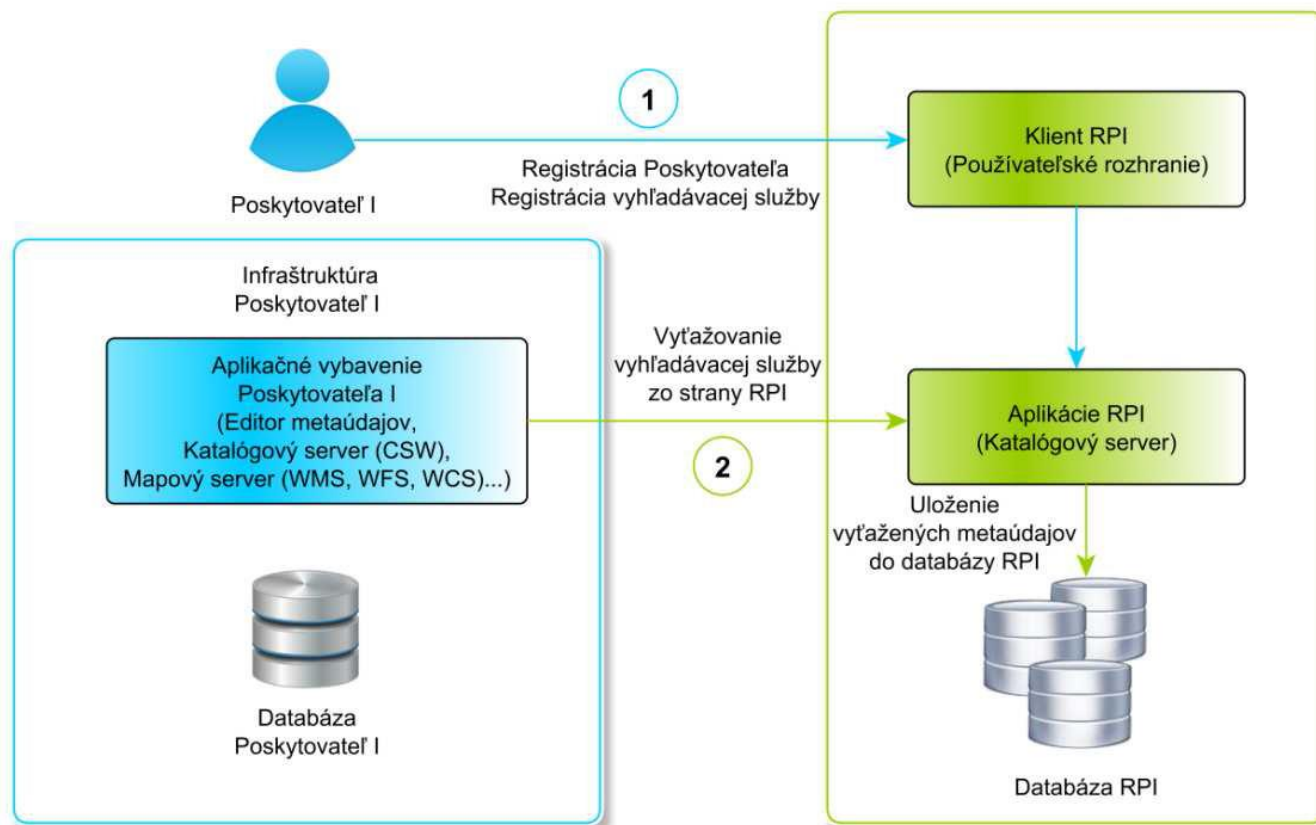 1
Klient RPI
(Používateľské rozhranie)
Registrácia Poskytovateľa
Registrácia vyhľadávacej služby
Poskytovateľ I
Infraštruktúra
Poskytovateľ I
Aplikačné vybavenie
Poskytovateľa I
(Editor metaúdajov,
Katalógový server (CSW),
Mapový server (WMS, WFS, WCS)...)
Vyťažovanie
vyhľadávacej služby
zo strany RPI
2
Aplikácie RPI
(Katalógový server)
Uloženie
vyťažených metaúdajov
do databázy RPI
Databáza
Poskytovateľ I
Databáza RPI